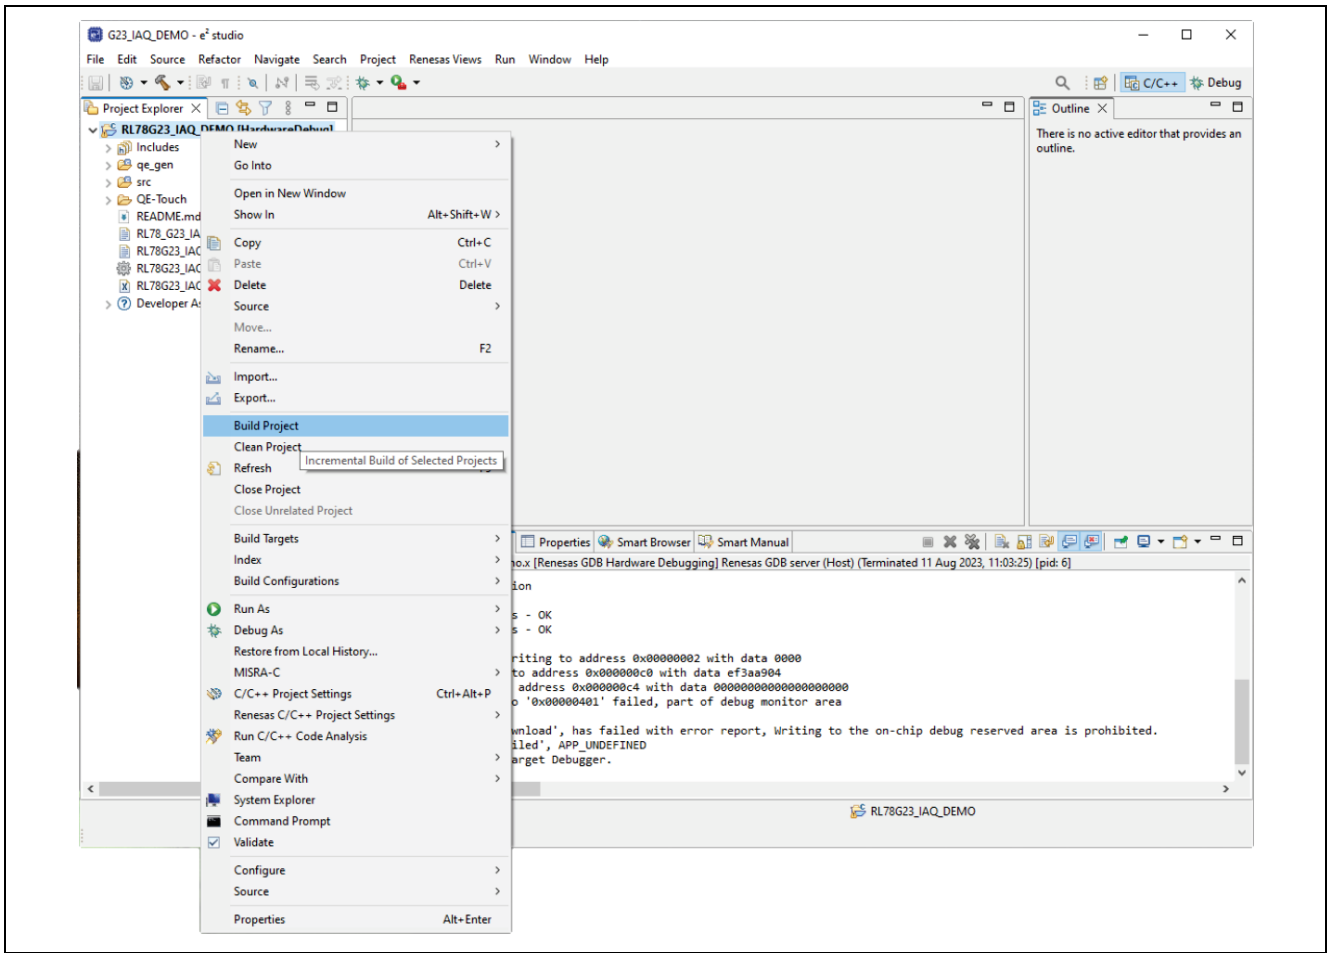 G23_IAQ_DEMO - e² studio
File Edit Source Refactor Navigate Search Project Renesas Views Run Window Help
C/C++ Debug
Project Explorer
RL78G23_IAQ_DEMO [HardwareDebug]
Includes
qe_gen
src
QE-Touch
README.md
RL78_G23_IA
RL78G23_IAQ
RL78G23_IAQ
RL78G23_IAQ
Developer As
New
Go Into
Open in New Window
Show In Alt+Shift+W >
Copy Ctrl+C
Paste Ctrl+V
Delete Delete
Source
Move...
Rename... F2
Import...
Export...
Build Project
Clean Project
Incremental Build of Selected Projects
Refresh
Close Project
Close Unrelated Project
Build Targets
Index
Build Configurations
Run As
Debug As
Restore from Local History...
MISRA-C
C/C++ Project Settings Ctrl+Alt+P
Renesas C/C++ Project Settings
Run C/C++ Code Analysis
Team
Compare With
System Explorer
Command Prompt
Validate
Configure
Source
Properties Alt+Enter
Outline
There is no active editor that provides an
outline.
Properties Smart Browser Smart Manual
no.x [Renesas GDB Hardware Debugging] Renesas GDB server (Host) (Terminated 11 Aug 2023, 11:03:25) [pid: 6]
ion
s - OK
s - OK
riting to address 0x00000002 with data 0000
to address 0x000000c0 with data ef3aa904
address 0x000000c4 with data 00000000000000000000
o '0x00000401' failed, part of debug monitor area
wnload', has failed with error report, Writing to the on-chip debug reserved area is prohibited.
iled', APP_UNDEFINED
arget Debugger.
RL78G23_IAQ_DEMO